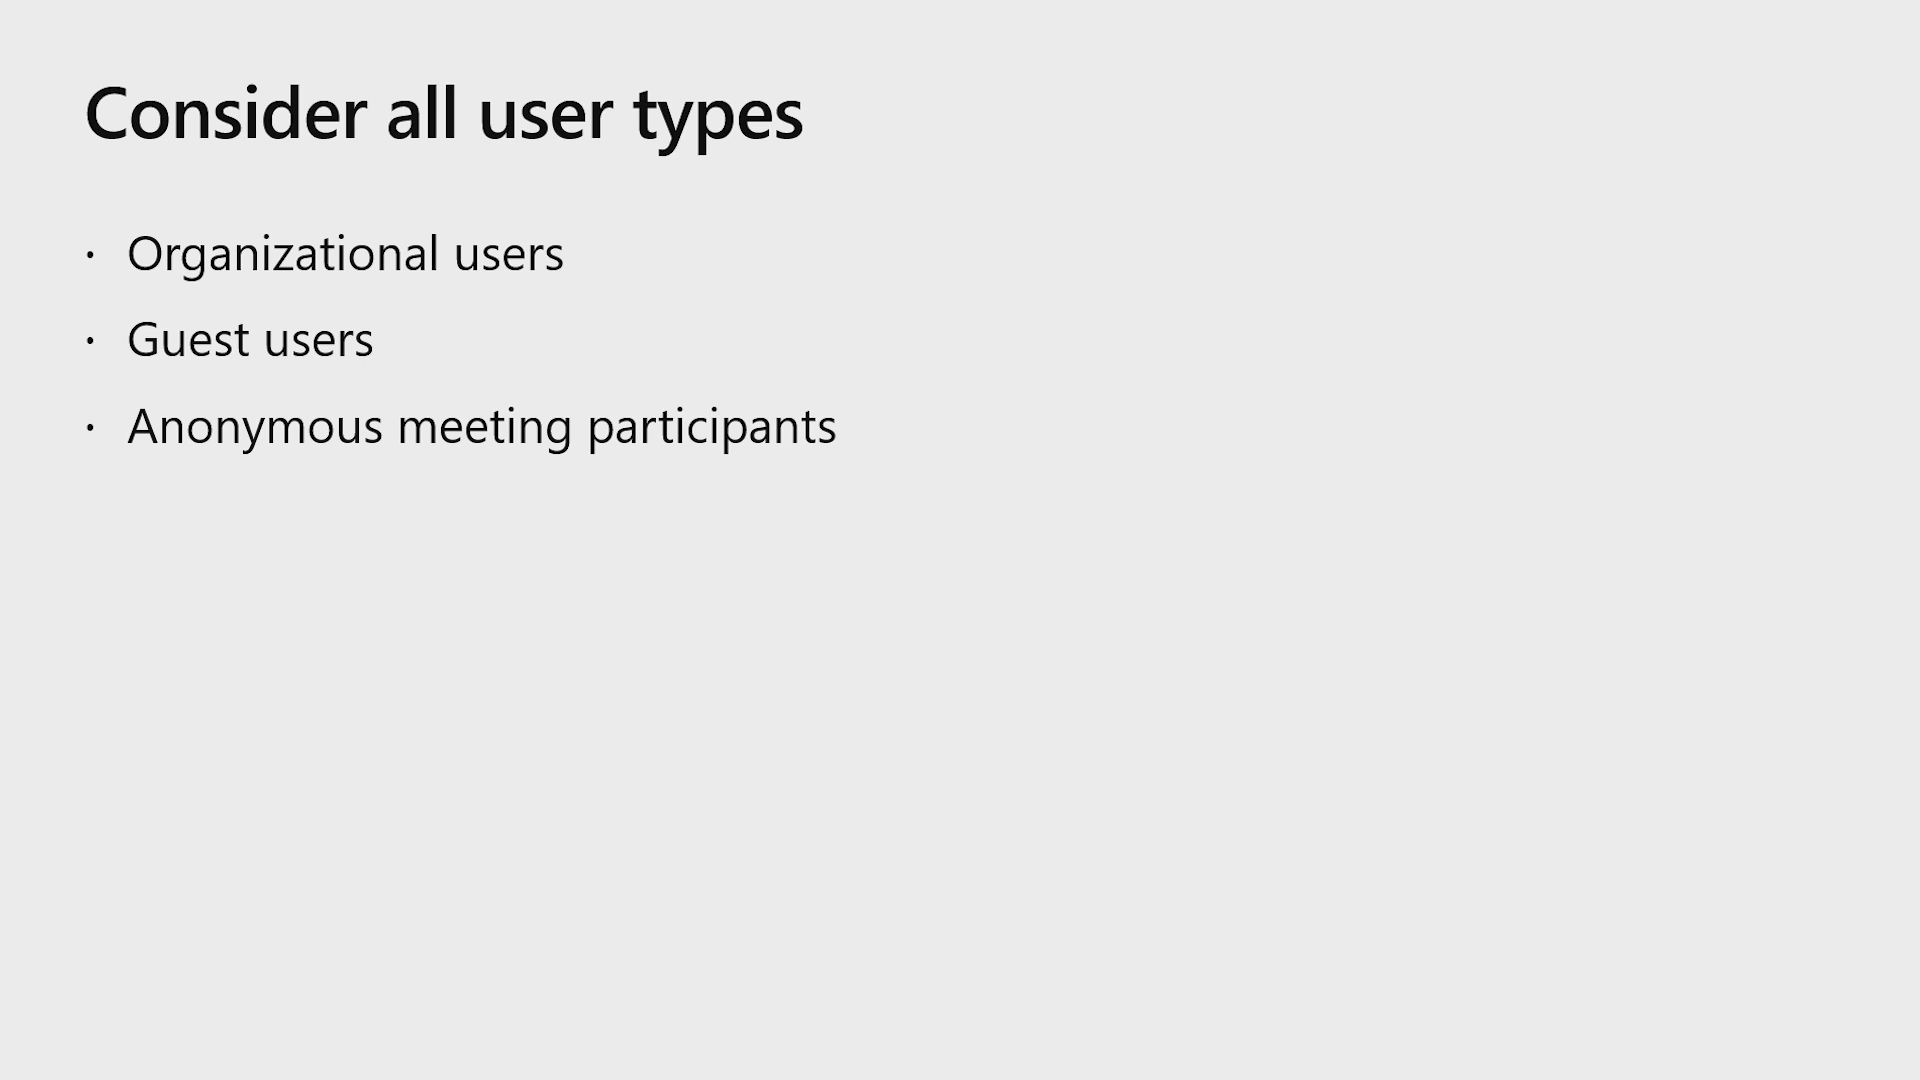 Consider all user types
· Organizational users
· Guest users
· Anonymous meeting participants